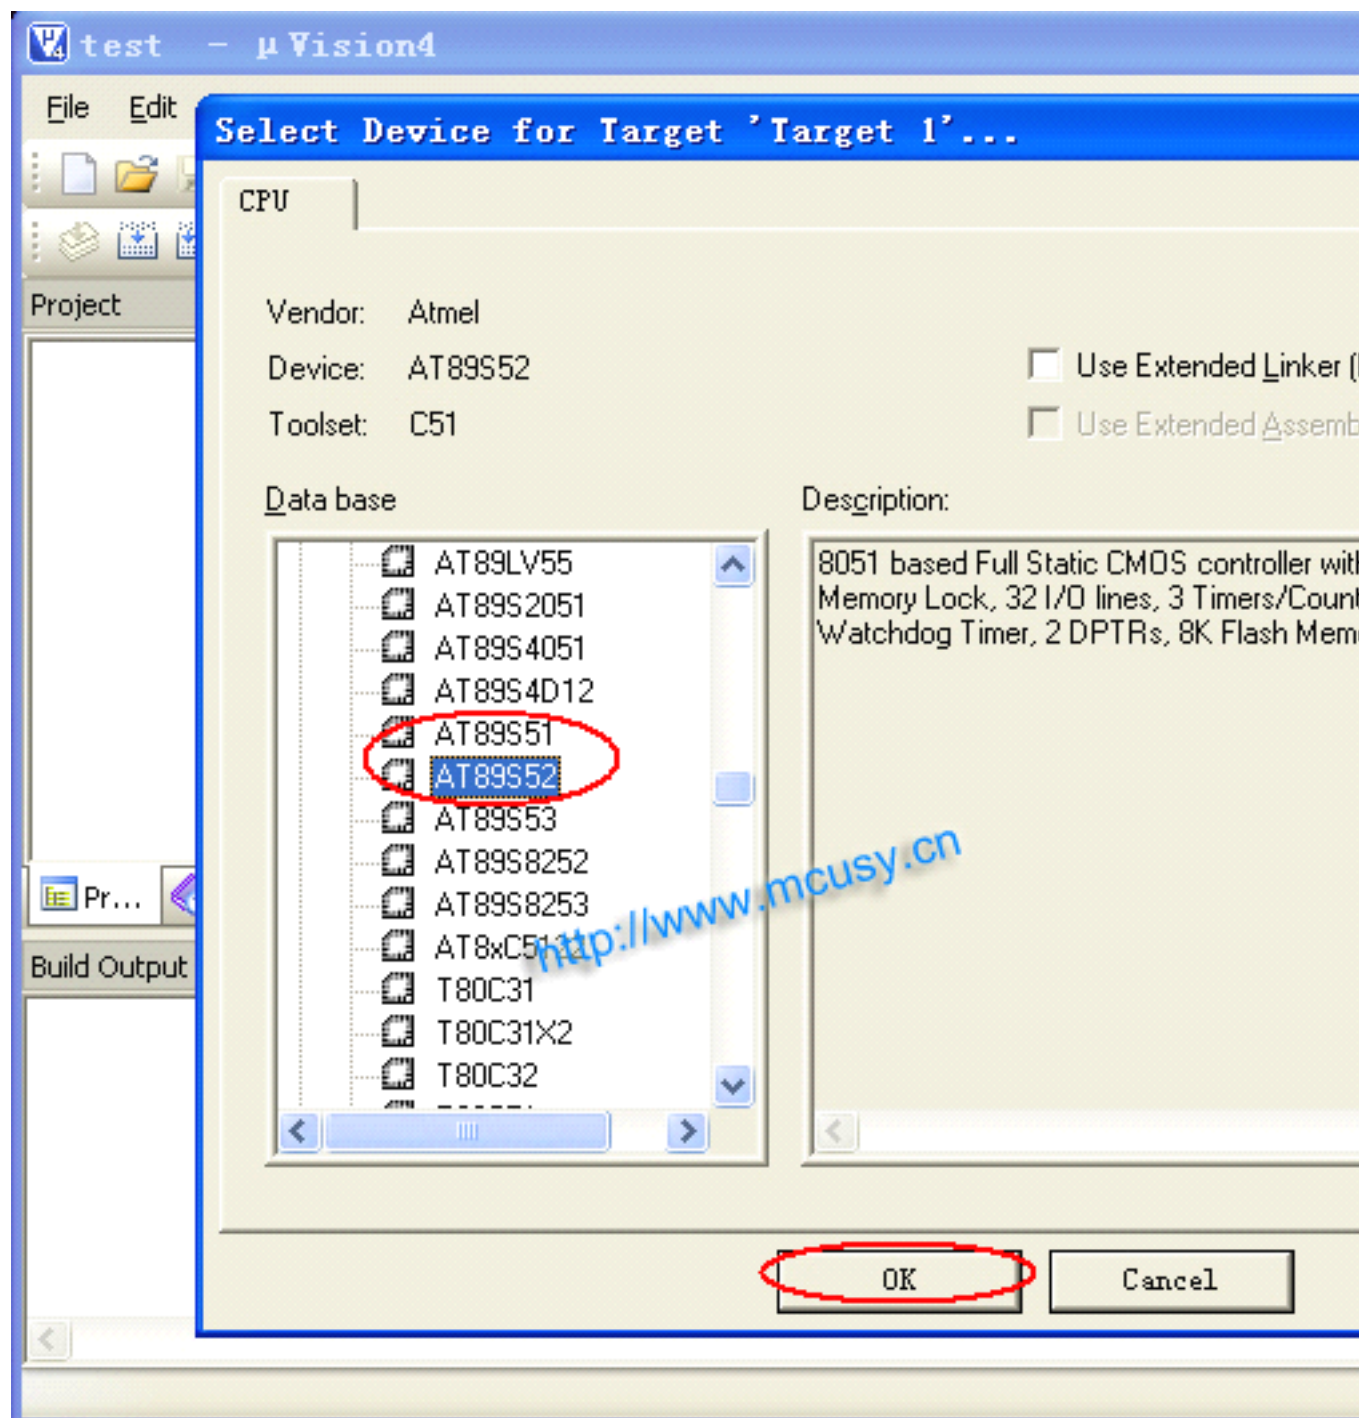 test - μVision4
File Edit
Select Device for Target 'Target 1'...
CPU
Project
Vendor: Atmel
Device: AT89S52
Use Extended Linker (
Toolset: C51
Use Extended Assemb
Data base
Description:
AT89LV55
AT89S2051
AT89S4051
AT89S4D12
AT89S51
AT89S52
AT89S53
AT89S8252
AT89S8253
AT8xC5132
T80C31
T80C31X2
T80C32
8051 based Full Static CMOS controller with
Memory Lock, 32 I/O lines, 3 Timers/Count
Watchdog Timer, 2 DPTRs, 8K Flash Mem
http://www.mcusy.cn
Pr...
Build Output
OK Cancel